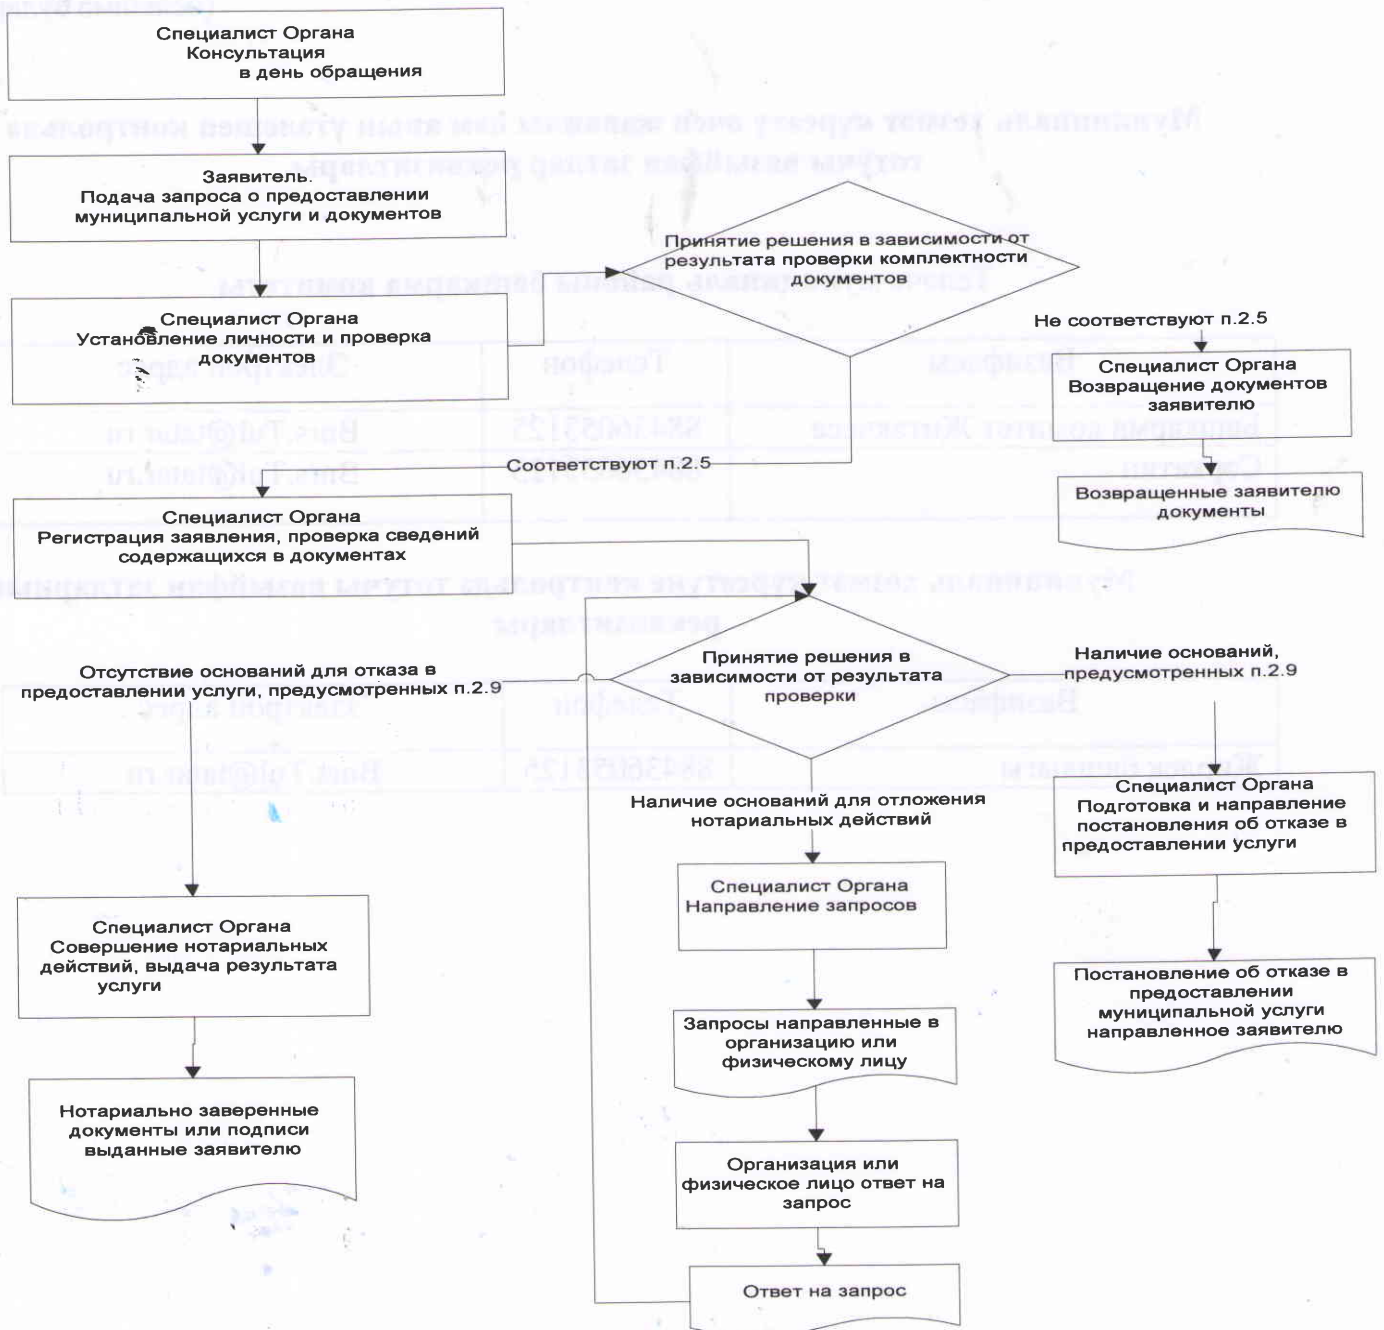 Специалист Органа
Консультация
в день обращения
Заявитель.
Подача запроса о предоставлении
муниципальной услуги и документов
Специалист Органа
Установление личности и проверка
документов
Принятие решения в зависимости от
результата проверки комплектности
документов
Не соответствуют п.2.5
Специалист Органа
Возвращение документов
заявителю
Возвращенные заявителю
документы
Соответствуют п.2.5
Специалист Органа
Регистрация заявления, проверка сведений
содержащихся в документах
Принятие решения в
зависимости от результата
проверки
Отсутствие оснований для отказа в
предоставлении услуги, предусмотренных п.2.9
Наличие оснований,
предусмотренных п.2.9
Наличие оснований для отложения
нотариальных действий
Специалист Органа
Подготовка и направление
постановления об отказе в
предоставлении услуги
Специалист Органа
Направление запросов
Специалист Органа
Совершение нотариальных
действий, выдача результата
услуги
Постановление об отказе в
предоставлении
муниципальной услуги
направленное заявителю
Запросы направленные в
организацию или
физическому лицу
Нотариально заверенные
документы или подписи
выданные заявителю
Организация или
физическое лицо ответ на
запрос
Ответ на запрос